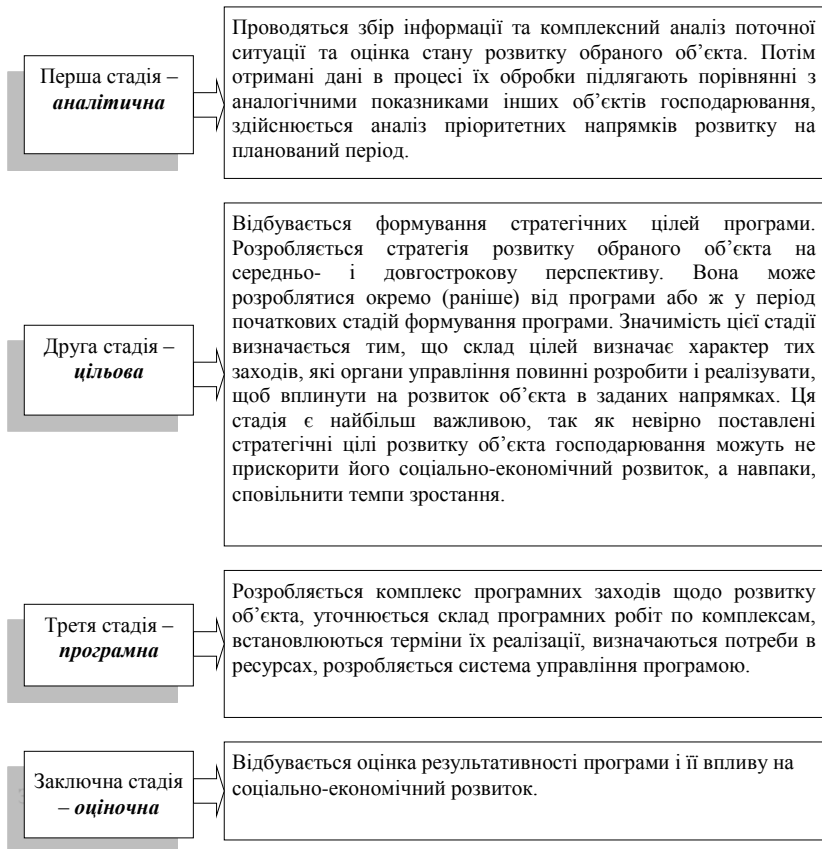 Перша стадія –
аналітична
Проводяться збір інформації та комплексний аналіз поточної
ситуації та оцінка стану розвитку обраного об’єкта. Потім
отримані дані в процесі їх обробки підлягають порівнянні з
аналогічними показниками інших об’єктів господарювання,
здійснюється аналіз пріоритетних напрямків розвитку на
планований період.
Друга стадія –
цільова
Відбувається формування стратегічних цілей програми.
Розробляється стратегія розвитку обраного об’єкта на
середньо- і довгострокову перспективу. Вона може
розроблятися окремо (раніше) від програми або ж у період
початкових стадій формування програми. Значимість цієї стадії
визначається тим, що склад цілей визначає характер тих
заходів, які органи управління повинні розробити і реалізувати,
щоб вплинути на розвиток об’єкта в заданих напрямках. Ця
стадія є найбільш важливою, так як невірно поставлені
стратегічні цілі розвитку об’єкта господарювання можуть не
прискорити його соціально-економічний розвиток, а навпаки,
сповільнити темпи зростання.
Третя стадія –
програмна
Розробляється комплекс програмних заходів щодо розвитку
об’єкта, уточнюється склад програмних робіт по комплексам,
встановлюються терміни їх реалізації, визначаються потреби в
ресурсах, розробляється система управління програмою.
Заключна стадія
– оціночна
Відбувається оцінка результативності програми і її впливу на
соціально-економічний розвиток.